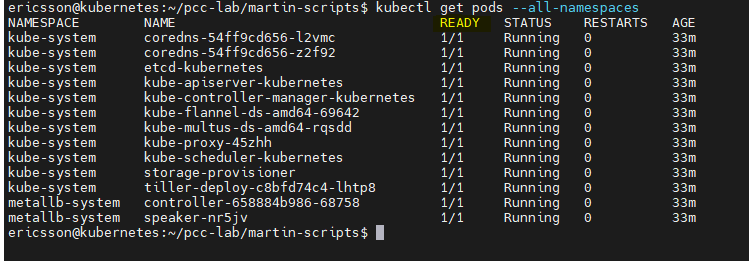 ericsson@kubernetes:~/pcc-lab/martin-scripts$ kubectl get pods --all-namespaces
NAMESPACE NAME READY STATUS RESTARTS AGE
kube-system coredns-54ff9cd656-l2vmc 1/1 Running 0 33m
kube-system coredns-54ff9cd656-z2f92 1/1 Running 0 33m
kube-system etcd-kubernetes 1/1 Running 0 33m
kube-system kube-apiserver-kubernetes 1/1 Running 0 33m
kube-system kube-controller-manager-kubernetes 1/1 Running 0 33m
kube-system kube-flannel-ds-amd64-69642 1/1 Running 0 33m
kube-system kube-multus-ds-amd64-rqsdd 1/1 Running 0 33m
kube-system kube-proxy-45zhh 1/1 Running 0 33m
kube-system kube-scheduler-kubernetes 1/1 Running 0 33m
kube-system storage-provisioner 1/1 Running 0 33m
kube-system tiller-deploy-c8bfd74c4-lhtp8 1/1 Running 0 33m
metallb-system controller-658884b986-68758 1/1 Running 0 33m
metallb-system speaker-nr5jv 1/1 Running 0 33m
ericsson@kubernetes:~/pcc-lab/martin-scripts$